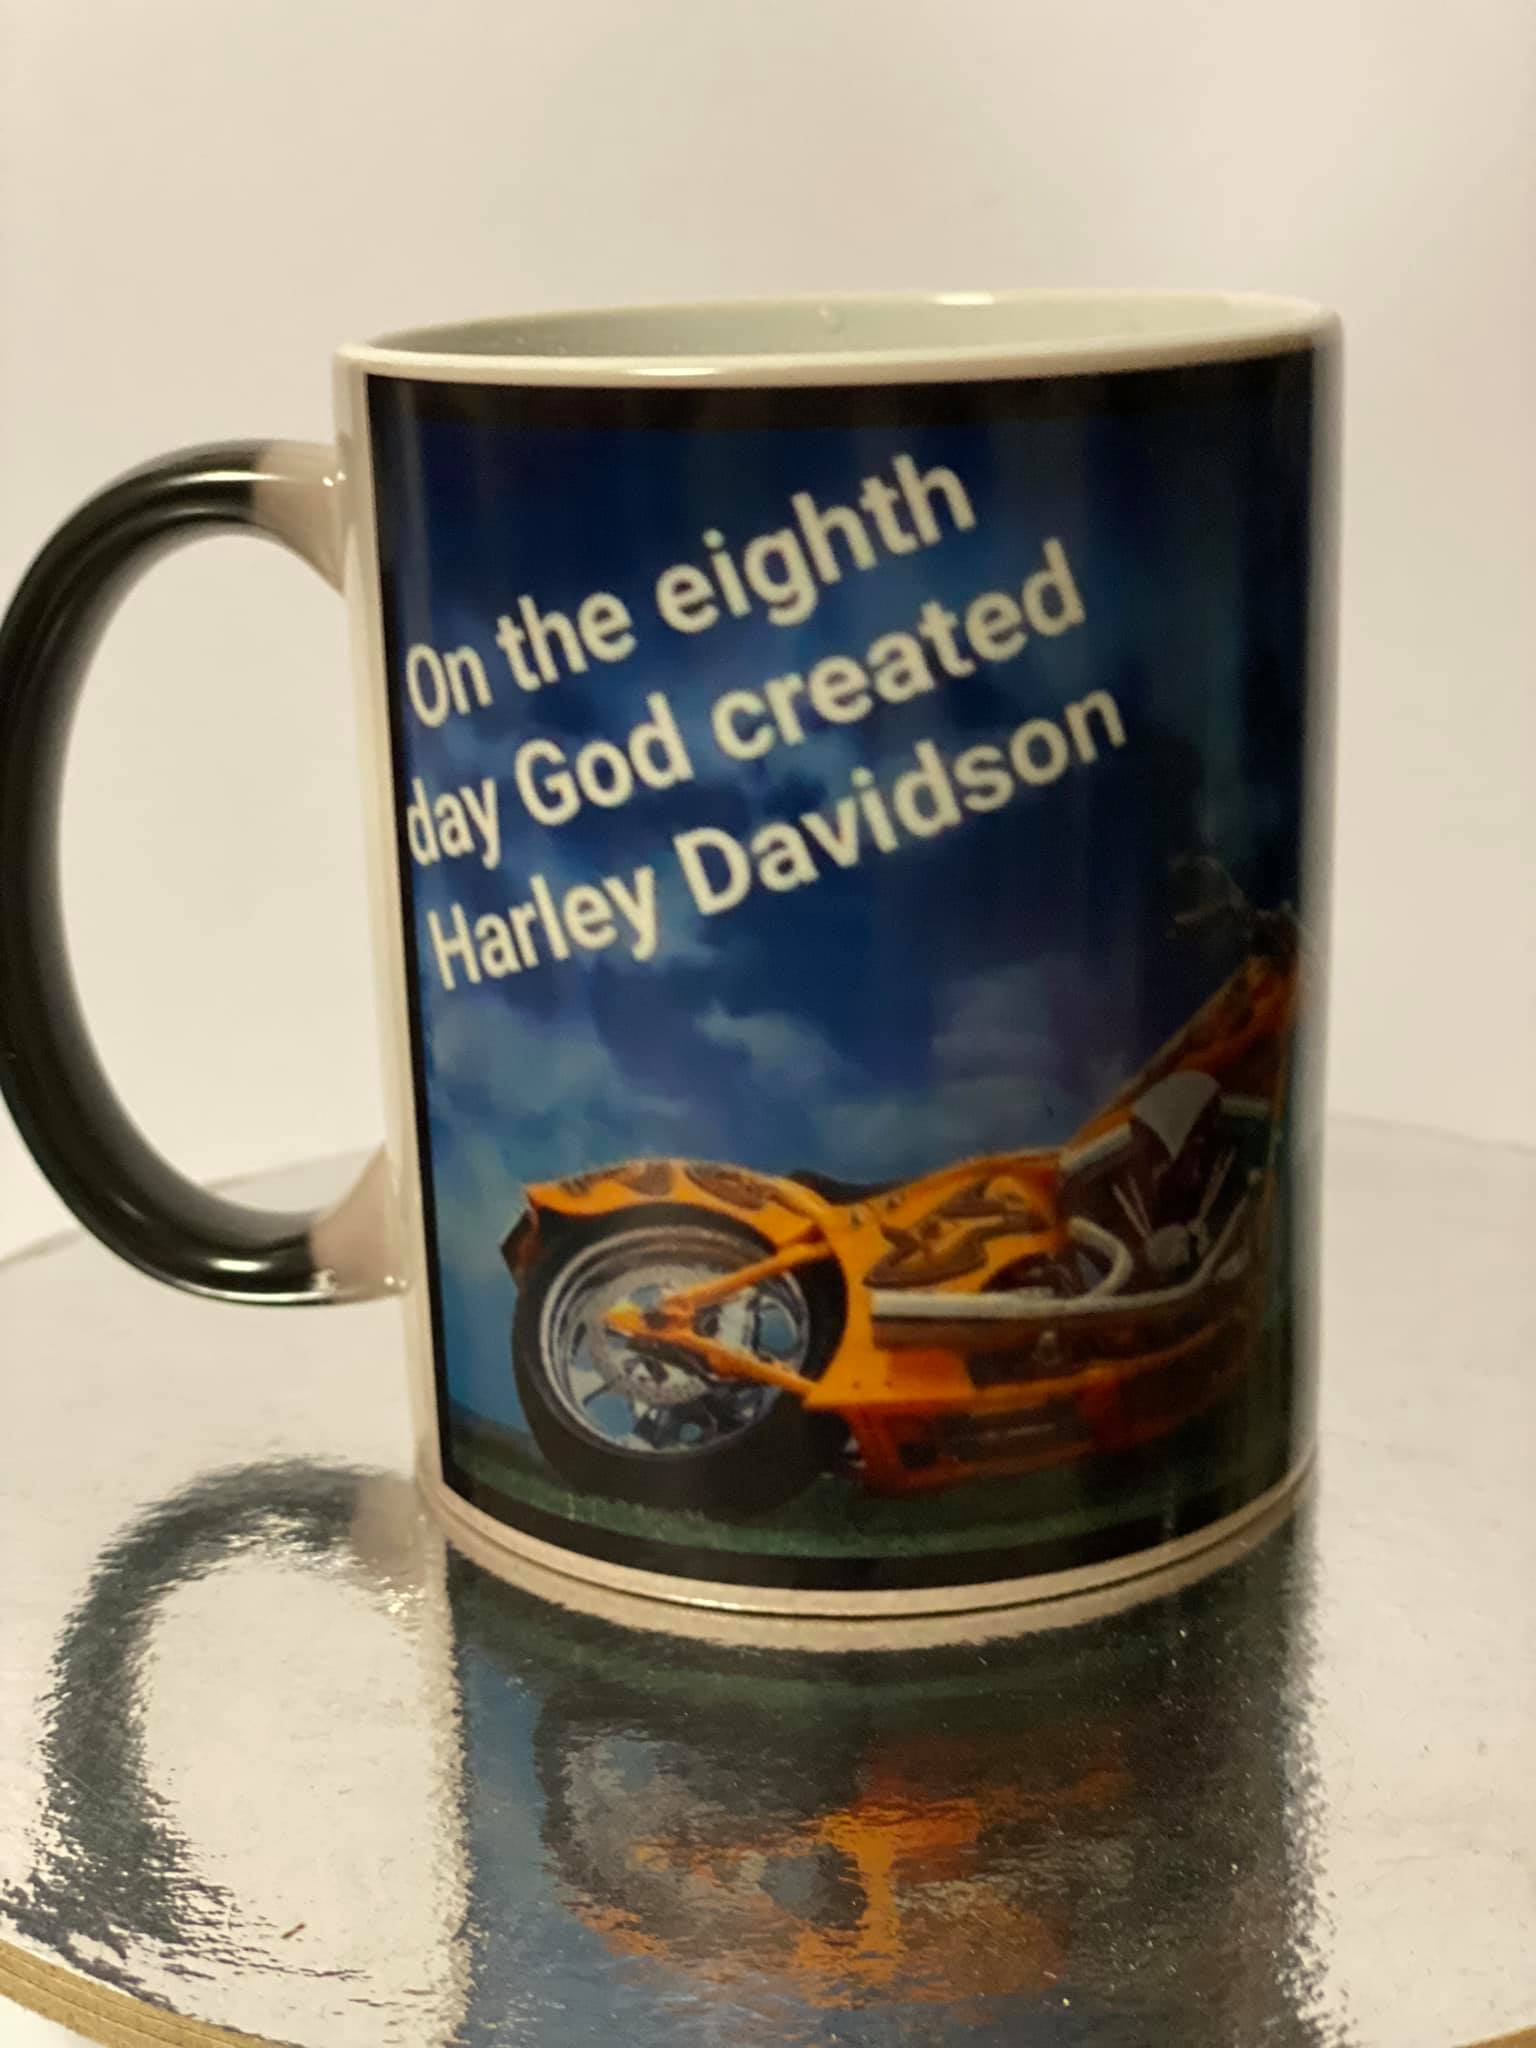 On the eighth
day God created
Harley Davidson